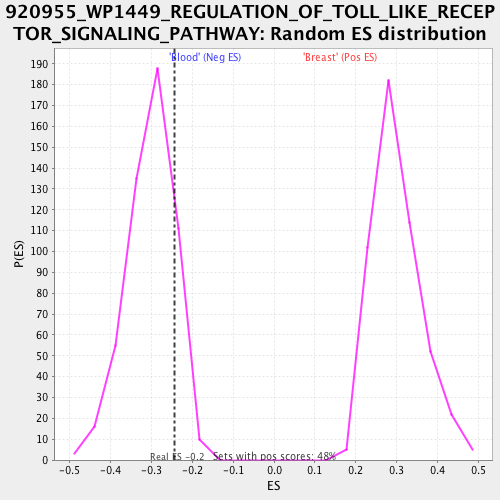 920955_WP1449_REGULATION_OF_TOLL_LIKE_RECEP
TOR_SIGNALING_PATHWAY: Random ES distribution
'Blood' (Neg ES) 'Breast' (Pos ES)
190
180
170
160
150
140
130
120
110
100
90
80
70
60
50
40
30
20
10
0
P(ES)
Real ES -0.2 Sets with pos scores: 48%
-0.5 -0.4 -0.3 -0.2 -0.1 0.0 0.1 0.2 0.3 0.4 0.5
ES